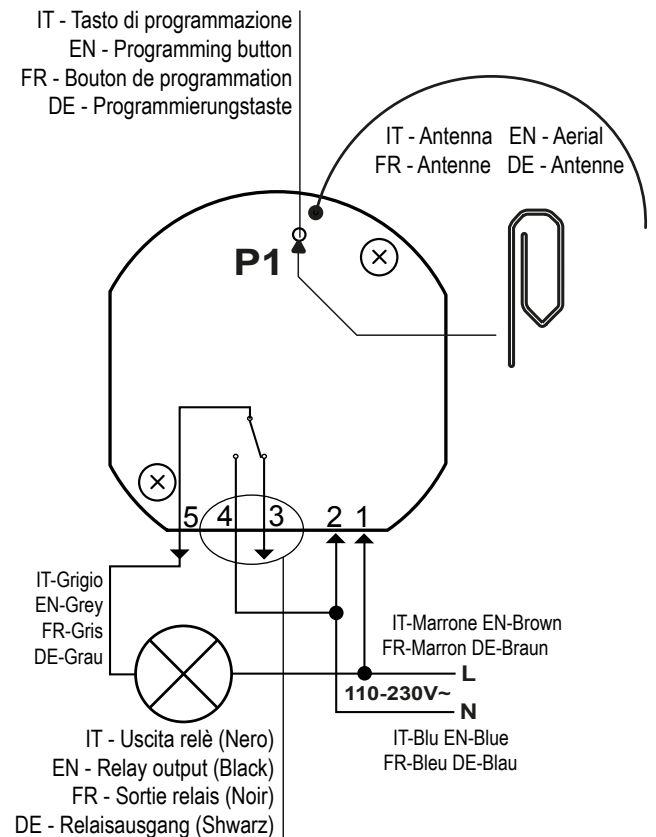 IT - Tasto di programmazione
EN - Programming button
FR - Bouton de programmation
DE - Programmierungstaste
IT - Antenna EN - Aerial
FR - Antenne DE - Antenne
P1
5 4 3 2 1
IT-Grigio
EN-Grey
FR-Gris
DE-Grau
IT-Marrone EN-Brown
FR-Marron DE-Braun
L
110-230V~
N
IT-Blu EN-Blue
FR-Bleu DE-Blau
IT - Uscita relè (Nero)
EN - Relay output (Black)
FR - Sortie relais (Noir)
DE - Relaisausgang (Shwarz)